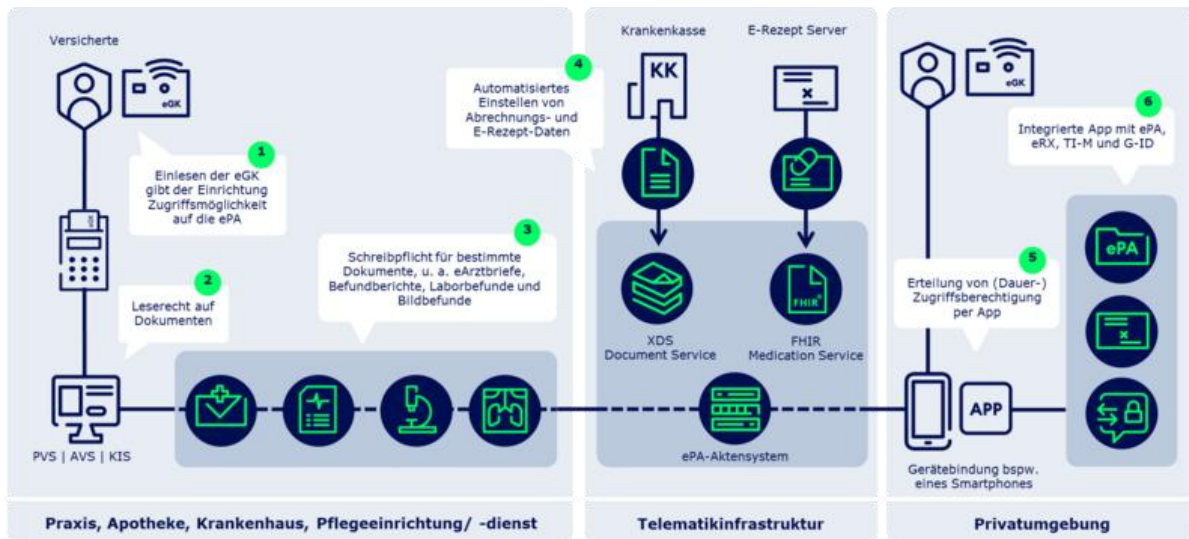 Versicherte
eGK
1
Einlesen der eGK
gibt der Einrichtung
Zugriffsmöglichkeit
auf die ePA
eGK
2
Leserecht auf
Dokumenten
3
Schreibpflicht für bestimmte
Dokumente, u. a. eArztbriefe,
Befundberichte, Laborbefunde und
Bildbefunde
PVS | AVS | KIS
Praxis, Apotheke, Krankenhaus, Pflegeeinrichtung/ -dienst
Krankenkasse
E-Rezept Server
KK
4
Automatisiertes
Einstellen von
Abrechnungs- und
E-Rezept-Daten
FHIR®
XDS
Document Service
FHIR
Medication Service
ePA-Aktensystem
Telematikinfrastruktur
eGK
6
Integrierte App mit ePA,
eRX, TI-M und G-ID
ePA
5
Erteilung von (Dauer-)
Zugriffsberechtigung
per App
APP
Gerätebindung bspw.
eines Smartphones
Privatumgebung